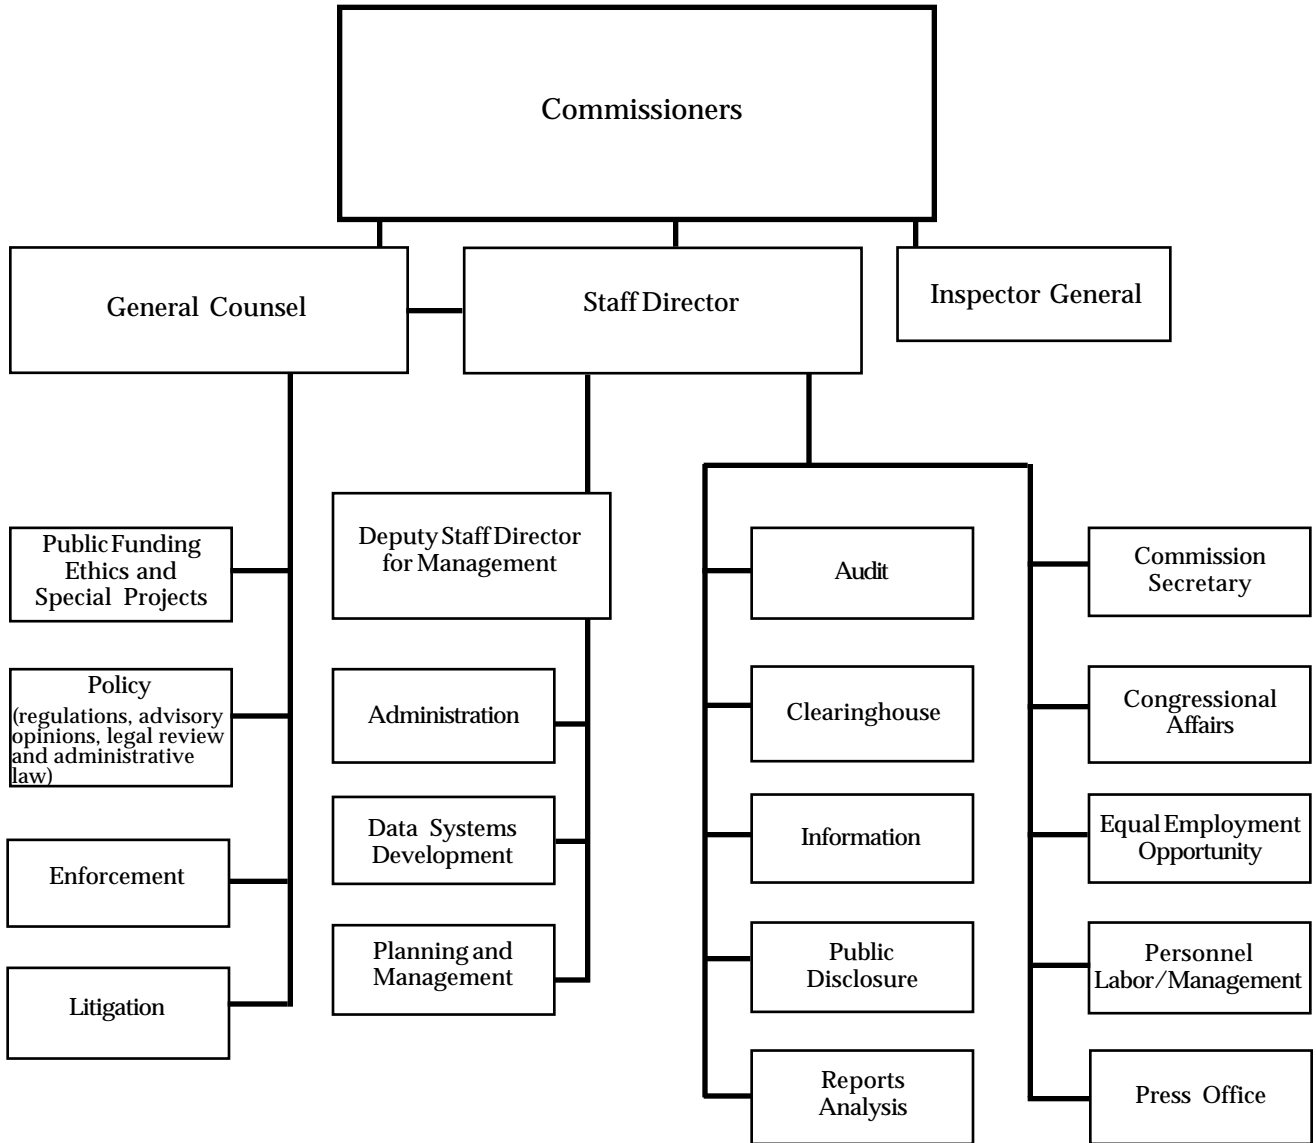 Commissioners
General Counsel
Staff Director
Inspector General
Public Funding
Ethics and
Special Projects
Policy
(regulations, advisory
opinions, legal review
and administrative
law)
Enforcement
Litigation
Deputy Staff Director
for Management
Administration
Data Systems
Development
Planning and
Management
Audit
Clearinghouse
Information
Public
Disclosure
Reports
Analysis
Commission
Secretary
Congressional
Affairs
Equal Employment
Opportunity
Personnel
Labor/Management
Press Office